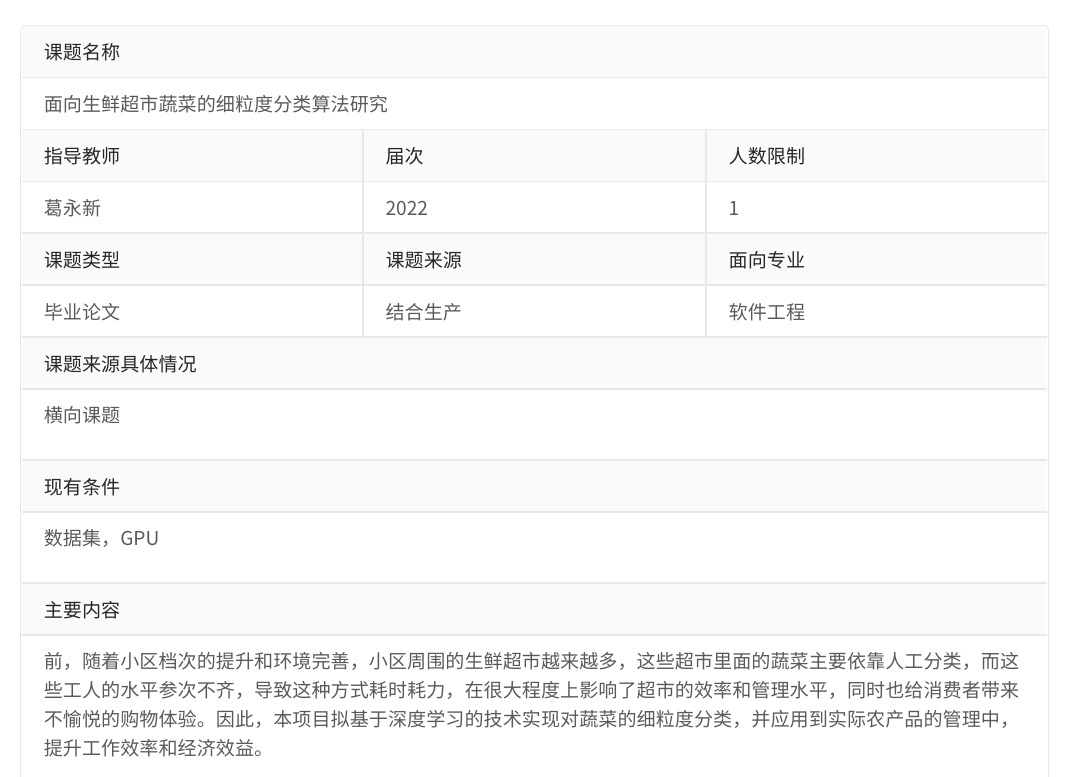 课题名称
面向生鲜超市蔬菜的细粒度分类算法研究
指导教师 届次 人数限制
葛永新 2022 1
课题类型 课题来源 面向专业
毕业论文 结合生产 软件工程
课题来源具体情况
横向课题
现有条件
数据集，GPU
主要内容
前，随着小区档次的提升和环境完善，小区周围的生鲜超市越来越多，这些超市里面的蔬菜主要依靠人工分类，而这
些工人的水平参次不齐，导致这种方式耗时耗力，在很大程度上影响了超市的效率和管理水平，同时也给消费者带来
不愉悦的购物体验。因此，本项目拟基于深度学习的技术实现对蔬菜的细粒度分类，并应用到实际农产品的管理中，
提升工作效率和经济效益。